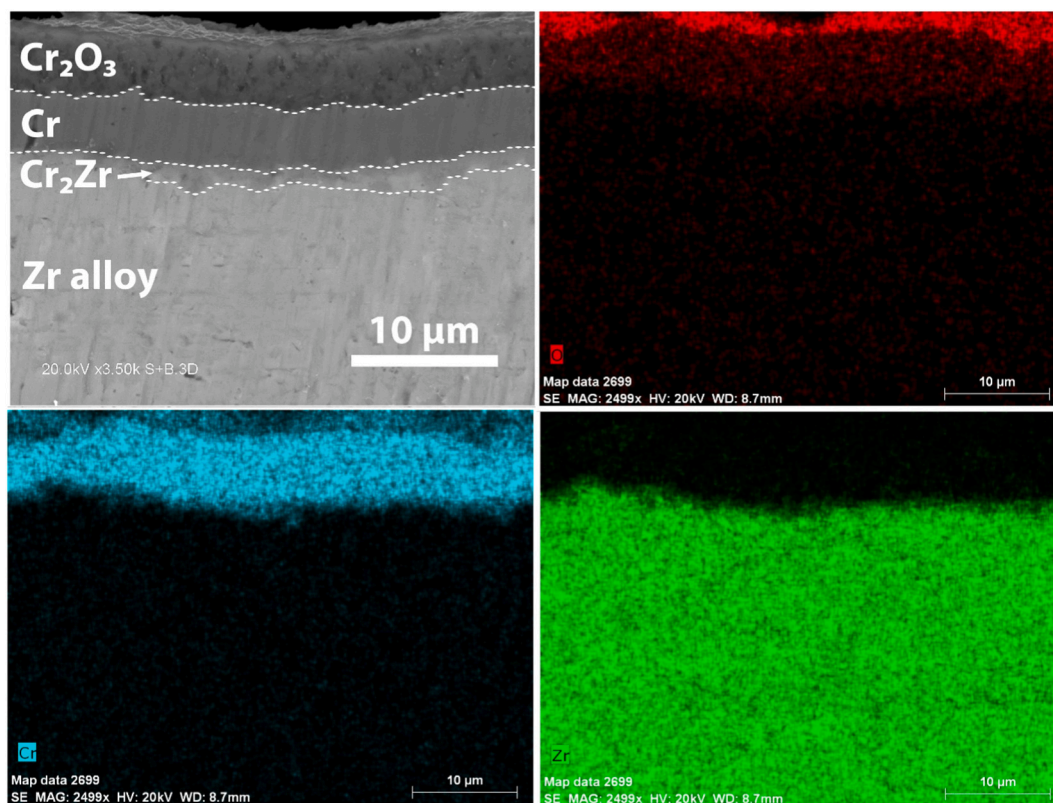 Cr₂O₃
Cr
Cr₂Zr
Zr alloy
10 µm
20.0kV x3.50k S+B.3D
O
Map data 2699
SE MAG: 2499x HV: 20kV WD: 8.7mm
10 µm
Cr
Map data 2699
SE MAG: 2499x HV: 20kV WD: 8.7mm
10 µm
Zr
Map data 2699
SE MAG: 2499x HV: 20kV WD: 8.7mm
10 µm